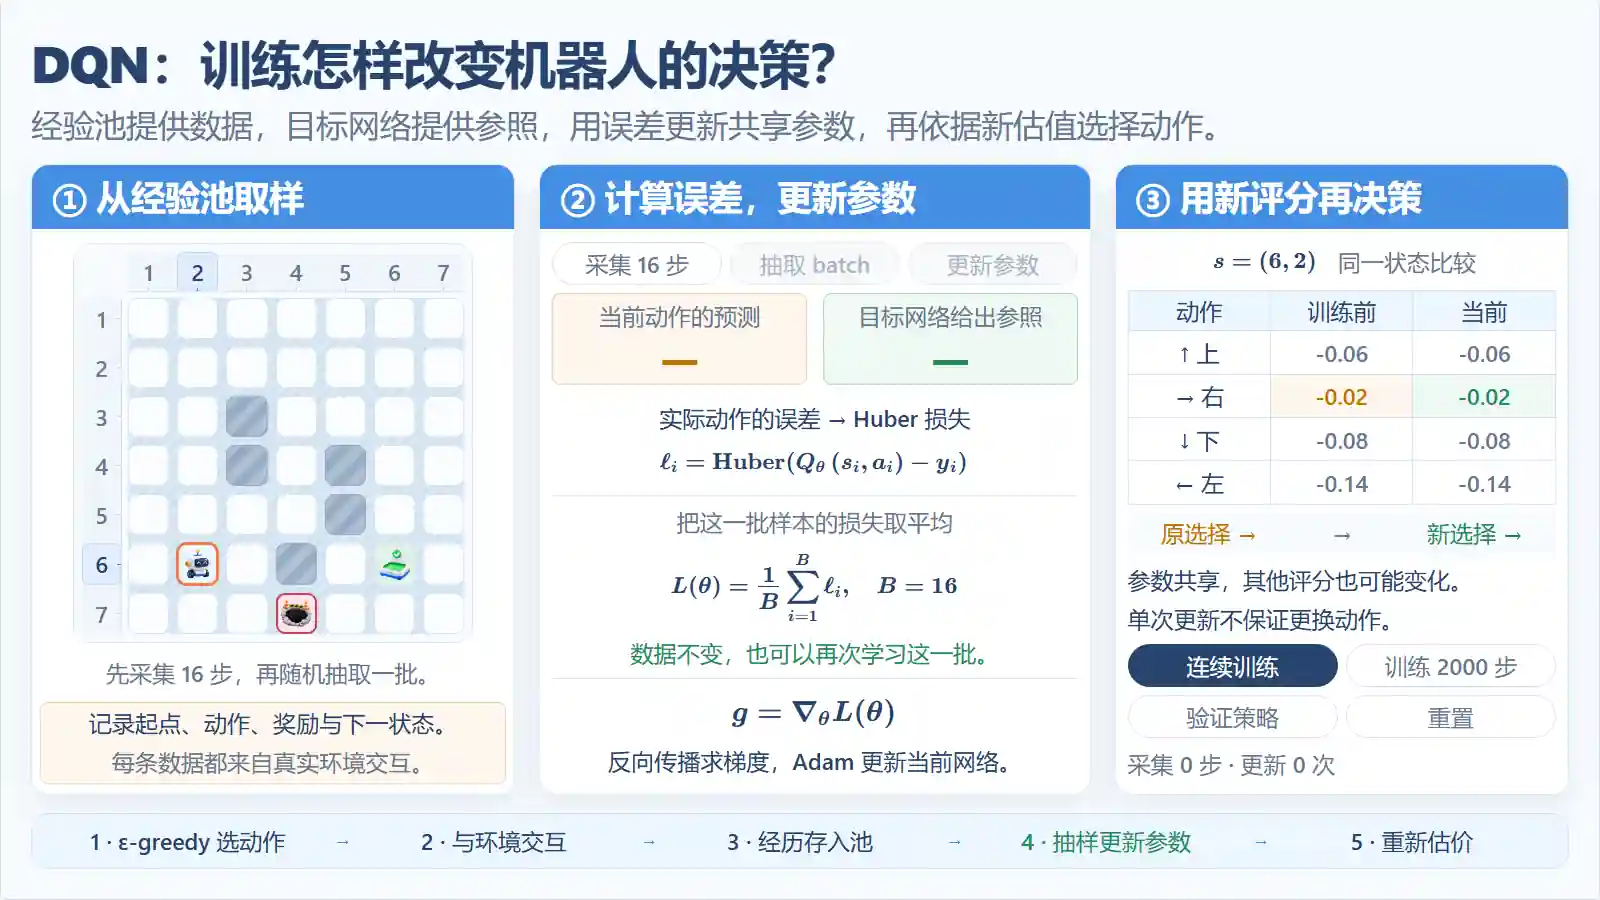 DQN：训练怎样改变机器人的决策？
经验池提供数据，目标网络提供参照，用误差更新共享参数，再依据新估值选择动作。
① 从经验池取样
1 2 3 4 5 6 7
1
2
3
4
5
6
7
先采集 16 步，再随机抽取一批。
记录起点、动作、奖励与下一状态。
每条数据都来自真实环境交互。
② 计算误差，更新参数
采集 16 步 抽取 batch 更新参数
当前动作的预测
—
目标网络给出参照
—
实际动作的误差 → Huber 损失
ℓᵢ = Huber(Q_θ (sᵢ, aᵢ) − yᵢ)
把这一批样本的损失取平均
L(θ) = 1/B ∑_{i=1}^{B} ℓᵢ, B = 16
数据不变，也可以再次学习这一批。
g = ∇_θ L(θ)
反向传播求梯度，Adam 更新当前网络。
③ 用新评分再决策
s = (6, 2) 同一状态比较
动作 训练前 当前
↑ 上 -0.06 -0.06
→ 右 -0.02 -0.02
↓ 下 -0.08 -0.08
← 左 -0.14 -0.14
原选择 → → 新选择 →
参数共享，其他评分也可能变化。
单次更新不保证更换动作。
连续训练 训练 2000 步
验证策略 重置
采集 0 步 · 更新 0 次
1 · ε-greedy 选动作 → 2 · 与环境交互 → 3 · 经历存入池 → 4 · 抽样更新参数 → 5 · 重新估价